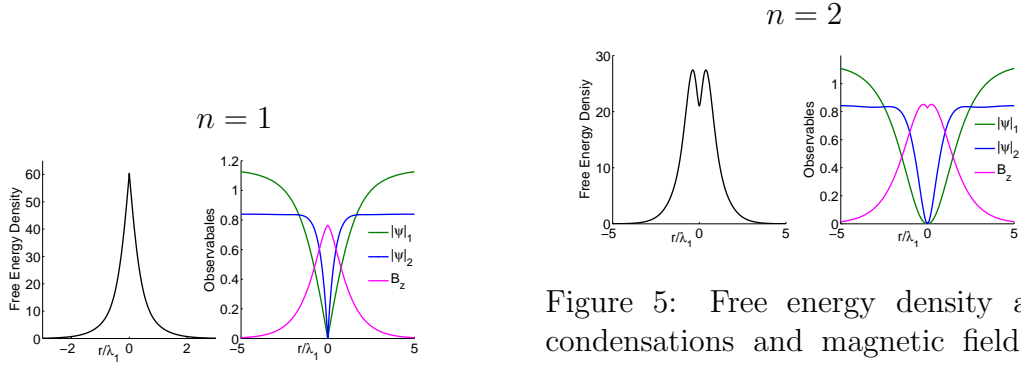 n = 1
60
50
40
30
20
10
0
Free Energy Density
−2
0
2
r/λ1
1.2
1
0.8
0.6
0.4
0.2
0
Observabales
|ψ|1
|ψ|2
Bz
−5
r/λ1
0
5
n = 2
30
20
10
0
Free Energy Densiy
−5
r/λ1
0
5
1
0.8
0.6
0.4
0.2
0
Observables
|ψ|1
|ψ|2
Bz
−5
r/λ1
0
5
Figure 5: Free energy density a
condensations and magnetic field